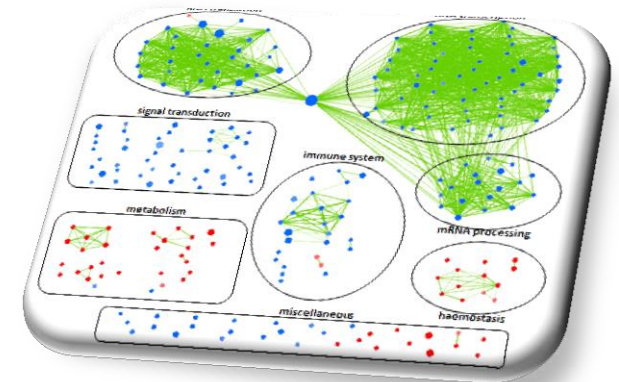 signal transduction
immune system
metabolism
mRNA processing
haemostasis
miscellaneous